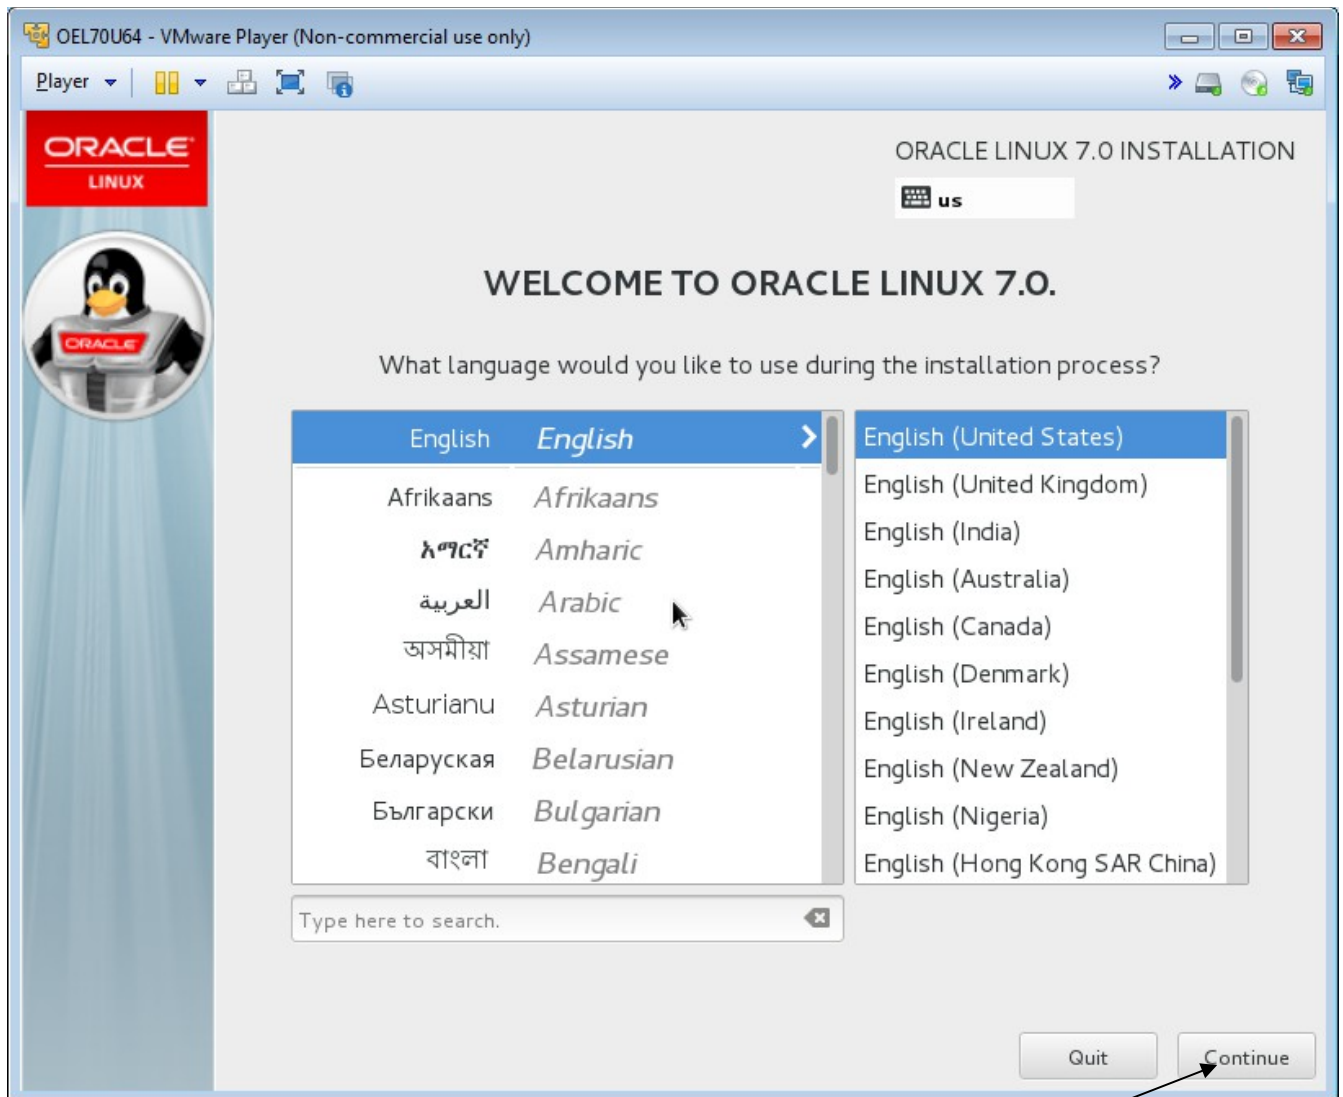 OEL70U64 - VMware Player (Non-commercial use only)
Player
ORACLE
LINUX
ORACLE LINUX 7.0 INSTALLATION
us
ORACLE
WELCOME TO ORACLE LINUX 7.0.
What language would you like to use during the installation process?
English English
Afrikaans Afrikaans
አማርኛ Amharic
العربية Arabic
অসমীয়া Assamese
Asturianu Asturian
Беларуская Belarusian
Български Bulgarian
বাংলা Bengali
English (United States)
English (United Kingdom)
English (India)
English (Australia)
English (Canada)
English (Denmark)
English (Ireland)
English (New Zealand)
English (Nigeria)
English (Hong Kong SAR China)
Type here to search.
Quit Continue